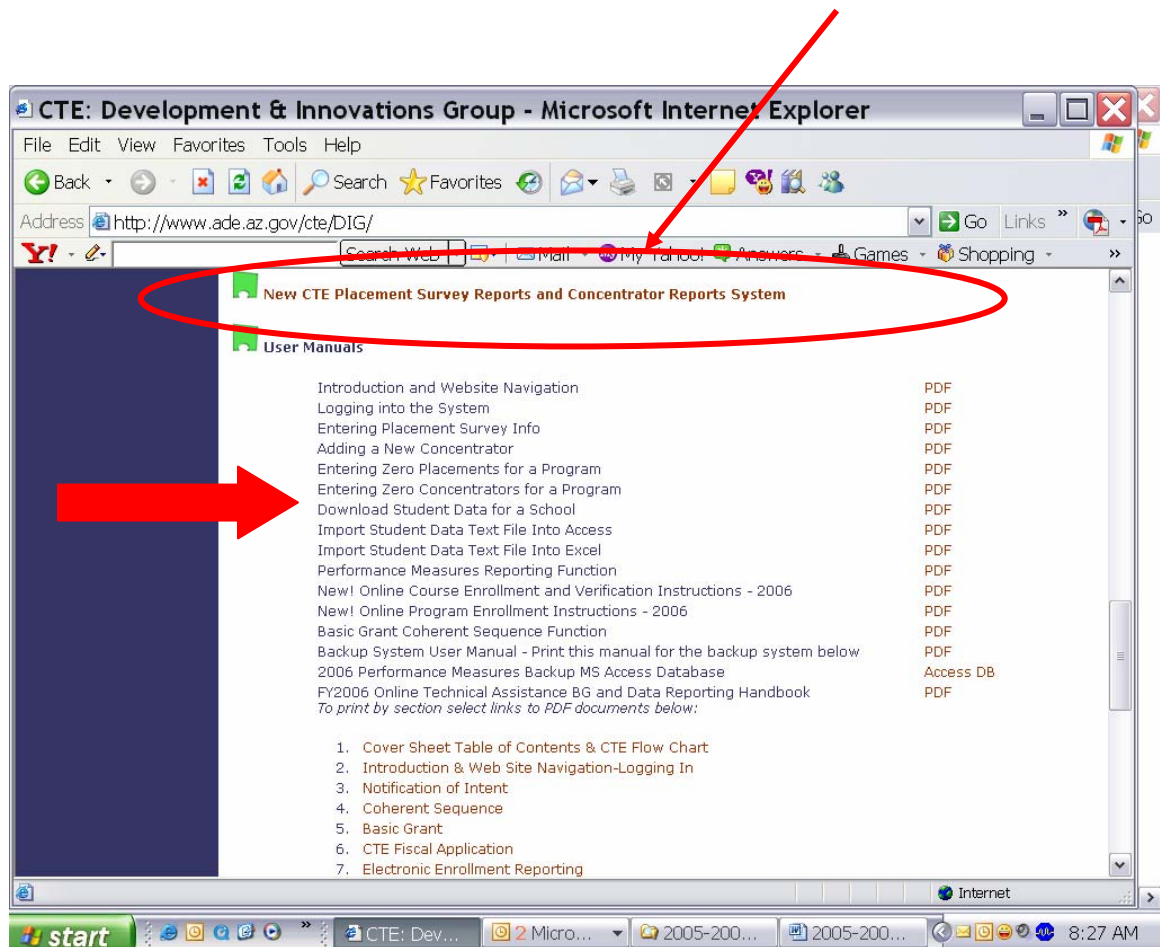 CTE: Development & Innovations Group - Microsoft Internet Explorer
File Edit View Favorites Tools Help
Back Search Favorites
Address http://www.ade.az.gov/cte/DIG/ Go Links »
Y! Search Web Mail My Yahoo! Answers Games Shopping »
New CTE Placement Survey Reports and Concentrator Reports System
User Manuals
Introduction and Website Navigation PDF
Logging into the System PDF
Entering Placement Survey Info PDF
Adding a New Concentrator PDF
Entering Zero Placements for a Program PDF
Entering Zero Concentrators for a Program PDF
Download Student Data for a School PDF
Import Student Data Text File Into Access PDF
Import Student Data Text File Into Excel PDF
Performance Measures Reporting Function PDF
New! Online Course Enrollment and Verification Instructions - 2006 PDF
New! Online Program Enrollment Instructions - 2006 PDF
Basic Grant Coherent Sequence Function PDF
Backup System User Manual - Print this manual for the backup system below PDF
2006 Performance Measures Backup MS Access Database Access DB
FY2006 Online Technical Assistance BG and Data Reporting Handbook PDF
To print by section select links to PDF documents below:
1. Cover Sheet Table of Contents & CTE Flow Chart
2. Introduction & Web Site Navigation-Logging In
3. Notification of Intent
4. Coherent Sequence
5. Basic Grant
6. CTE Fiscal Application
7. Electronic Enrollment Reporting
Internet
start » CTE: Dev... 2 Micro... 2005-200... 2005-200... 8:27 AM